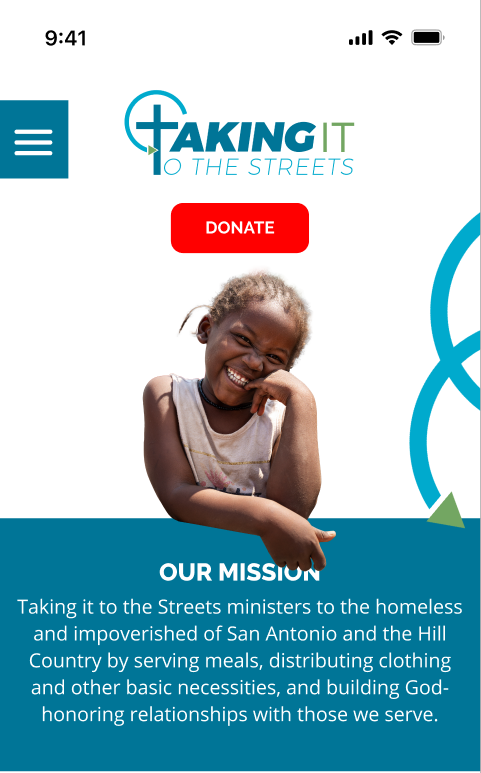 9:41
TAKING IT
TO THE STREETS
DONATE
OUR MISSION
Taking it to the Streets ministers to the homeless
and impoverished of San Antonio and the Hill
Country by serving meals, distributing clothing
and other basic necessities, and building God-
honoring relationships with those we serve.